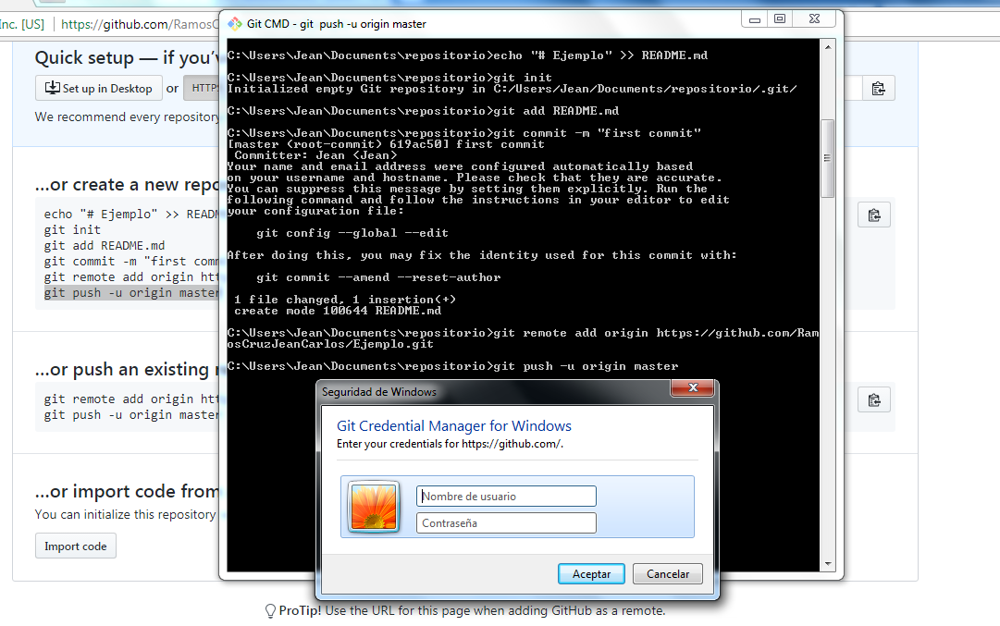 Inc. [US]
https://github.com/RamosC
Git CMD - git push -u origin master
Quick setup — if you'v
Set up in Desktop or HTTPS
We recommend every repository
...or create a new repo
echo "# Ejemplo" >> READM
git init
git add README.md
git commit -m "first comm
git remote add origin htt
git push -u origin master
...or push an existing r
git remote add origin htt
git push -u origin master
...or import code from
You can initialize this repository
Import code
C:\Users\Jean\Documents\repositorio>echo "# Ejemplo" >> README.md
C:\Users\Jean\Documents\repositorio>git init
Initialized empty Git repository in C:/Users/Jean/Documents/repositorio/.git/
C:\Users\Jean\Documents\repositorio>git add README.md
C:\Users\Jean\Documents\repositorio>git commit -m "first commit"
[master (root-commit) 619ac50] first commit
Committer: Jean <Jean>
Your name and email address were configured automatically based
on your username and hostname. Please check that they are accurate.
You can suppress this message by setting them explicitly. Run the
following command and follow the instructions in your editor to edit
your configuration file:
git config --global --edit
After doing this, you may fix the identity used for this commit with:
git commit --amend --reset-author
1 file changed, 1 insertion(+)
create mode 100644 README.md
C:\Users\Jean\Documents\repositorio>git remote add origin https://github.com/Ram
osCruzJeanCarlos/Ejemplo.git
C:\Users\Jean\Documents\repositorio>git push -u origin master
Seguridad de Windows
Git Credential Manager for Windows
Enter your credentials for https://github.com/.
Nombre de usuario
Contraseña
Aceptar Cancelar
ProTip! Use the URL for this page when adding GitHub as a remote.